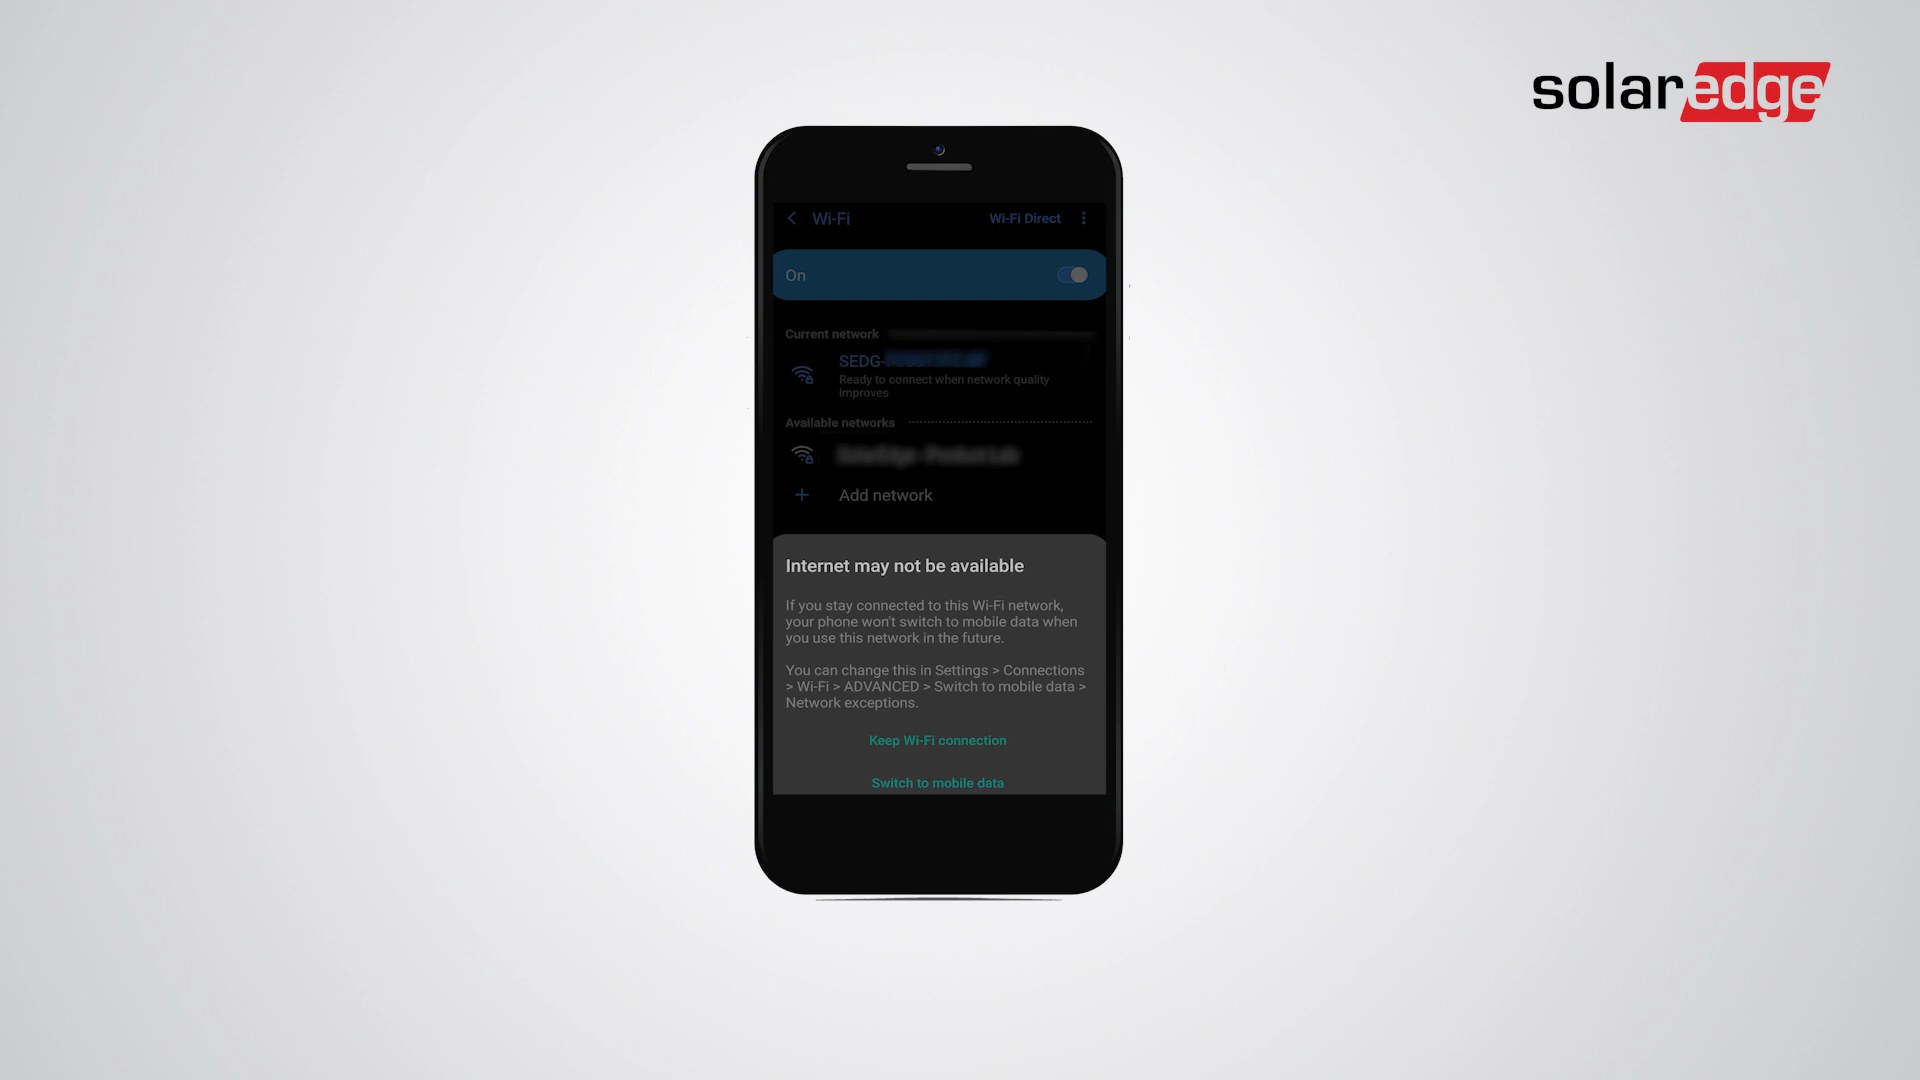 solaredge
Wi-Fi
Wi-Fi Direct
On
Current network
SEDG-
Ready to connect when network quality
improves
Available networks
Add network
Internet may not be available
If you stay connected to this Wi-Fi network,
your phone won't switch to mobile data when
you use this network in the future.
You can change this in Settings > Connections
> Wi-Fi > ADVANCED > Switch to mobile data >
Network exceptions.
Keep Wi-Fi connection
Switch to mobile data